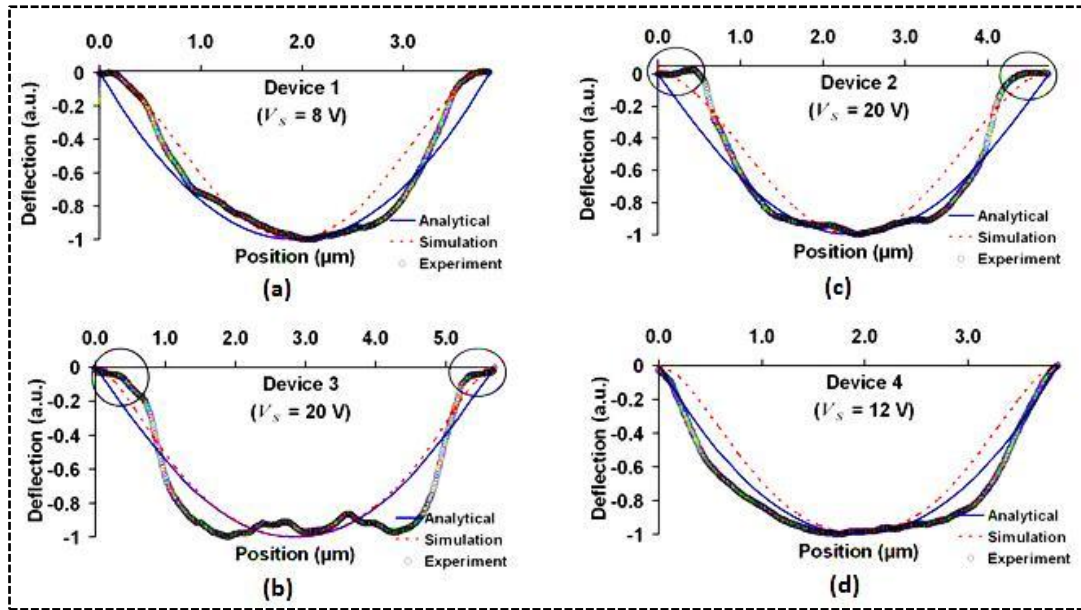 0.0 1.0 2.0 3.0
0
-0.2
-0.4
-0.6
-0.8
-1
Deflection (a.u.)
Device 1
(V_S = 8 V)
Analytical
Simulation
Experiment
Position (µm)
(a)
0.0 1.0 2.0 3.0 4.0
0
-0.2
-0.4
-0.6
-0.8
-1
Deflection (a.u.)
Device 2
(V_S = 20 V)
Analytical
Simulation
Experiment
Position (µm)
(c)
0.0 1.0 2.0 3.0 4.0 5.0
0
-0.2
-0.4
-0.6
-0.8
-1
Deflection (a.u.)
Device 3
(V_S = 20 V)
Analytical
Simulation
Experiment
Position (µm)
(b)
0.0 1.0 2.0 3.0
0
-0.2
-0.4
-0.6
-0.8
-1
Deflection (a.u.)
Device 4
(V_S = 12 V)
Analytical
Simulation
Experiment
Position (µm)
(d)